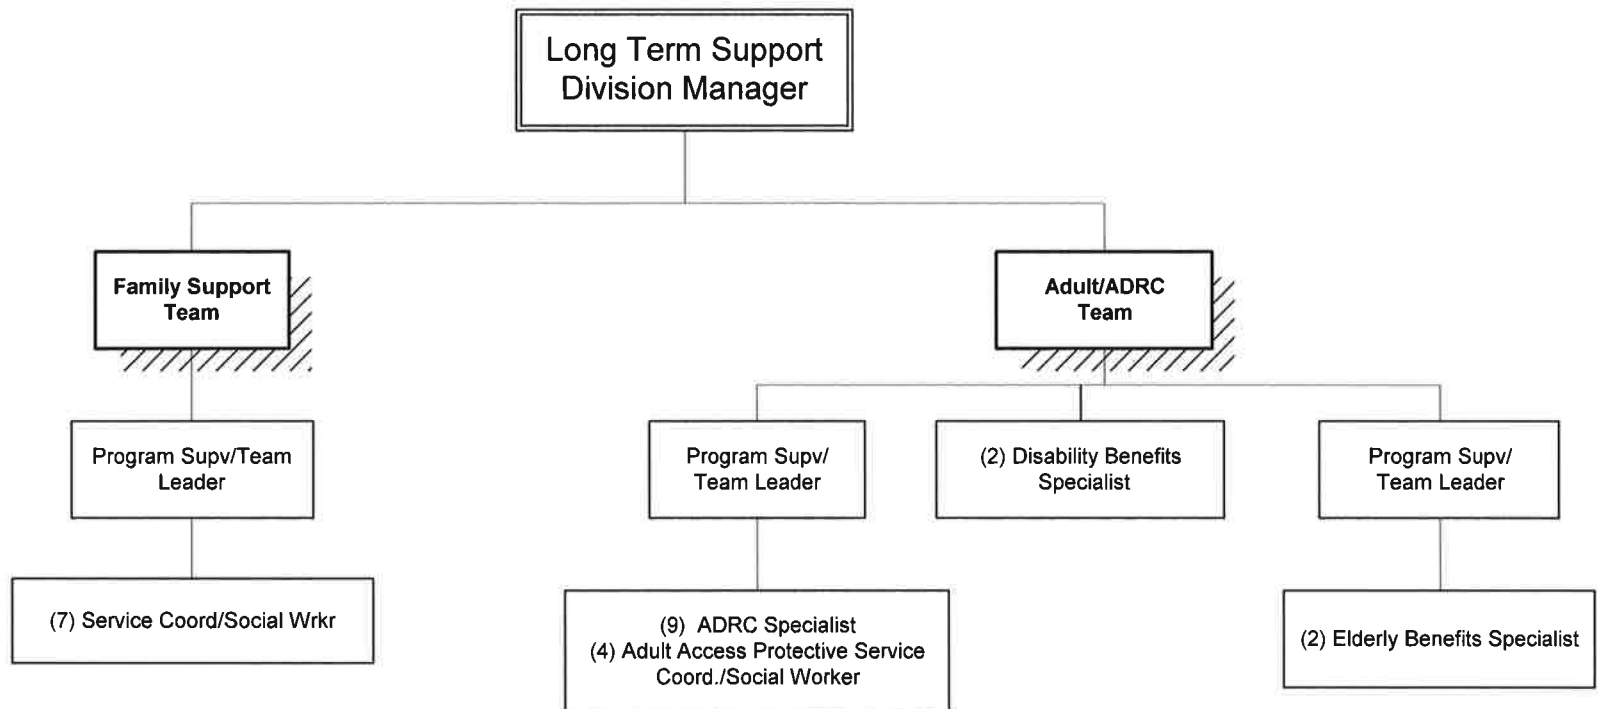 Long Term Support
Division Manager
Family Support
Team
Adult/ADRC
Team
Program Supv/Team
Leader
Program Supv/
Team Leader
(2) Disability Benefits
Specialist
Program Supv/
Team Leader
(7) Service Coord/Social Wrkr
(9) ADRC Specialist
(4) Adult Access Protective Service
Coord./Social Worker
(2) Elderly Benefits Specialist